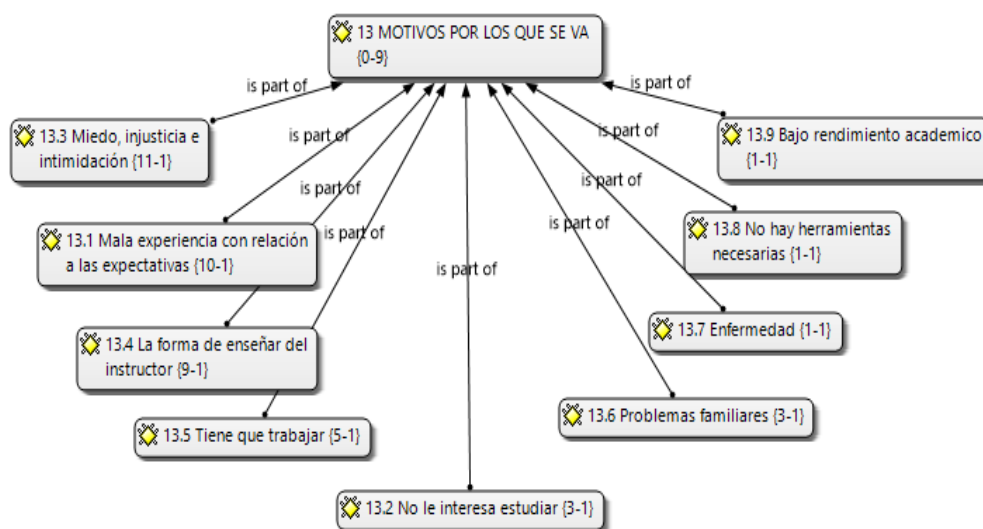 13 MOTIVOS POR LOS QUE SE VA
{0-9}
is part of
is part of
13.3 Miedo, injusticia e
intimidación {11-1}
is part of
is part of
13.9 Bajo rendimiento academico
{1-1}
is part of
is part of
is part of
13.1 Mala experiencia con relación
a las expectativas {10-1}
is part of
13.8 No hay herramientas
necesarias {1-1}
13.4 La forma de enseñar del
instructor {9-1}
13.7 Enfermedad {1-1}
13.5 Tiene que trabajar {5-1}
13.6 Problemas familiares {3-1}
13.2 No le interesa estudiar {3-1}